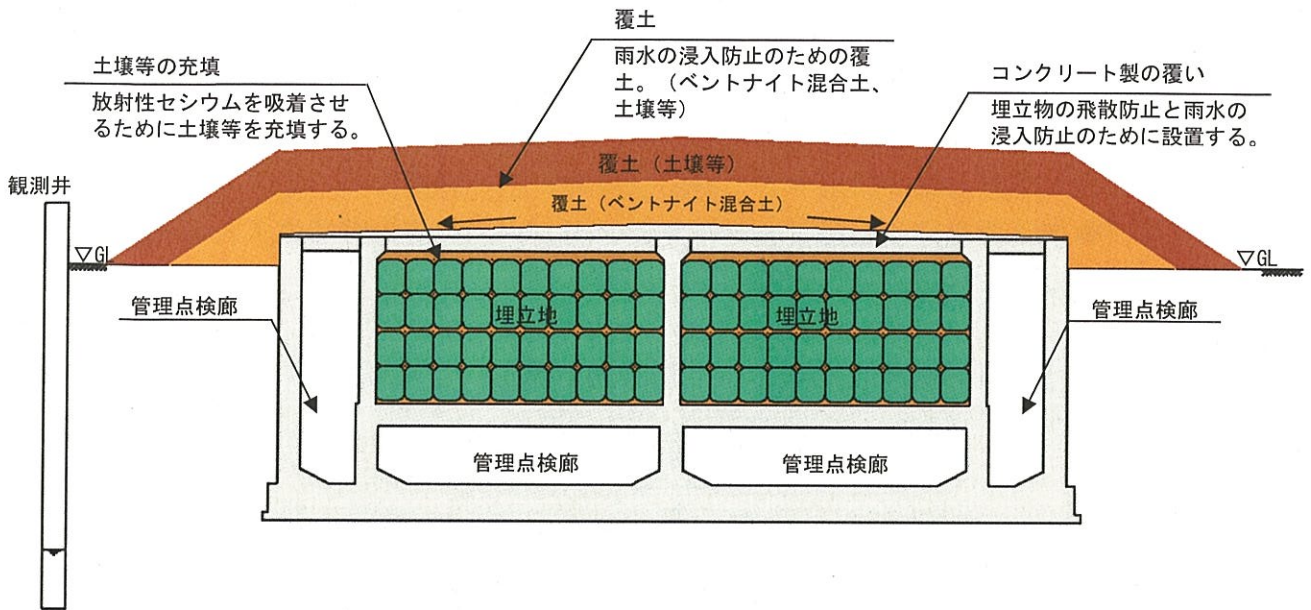 覆土
雨水の浸入防止のための覆
土。（ベントナイト混合土、
土壌等）
土壌等の充填
放射性セシウムを吸着させ
るために土壌等を充填する。
コンクリート製の覆い
埋立物の飛散防止と雨水の
浸入防止のために設置する。
覆土（土壌等）
観測井
覆土（ベントナイト混合土）
▽GL
▽GL
管理点検廊
埋立地
埋立地
管理点検廊
管理点検廊
管理点検廊